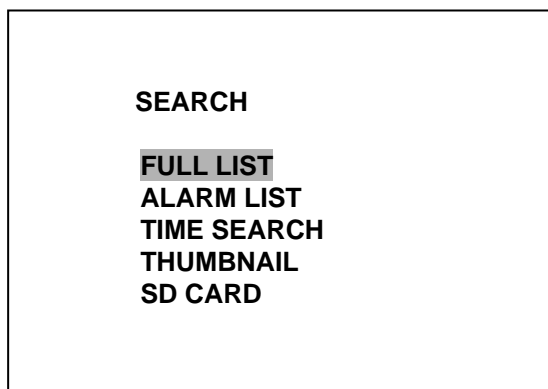 SEARCH
FULL LIST
ALARM LIST
TIME SEARCH
THUMBNAIL
SD CARD